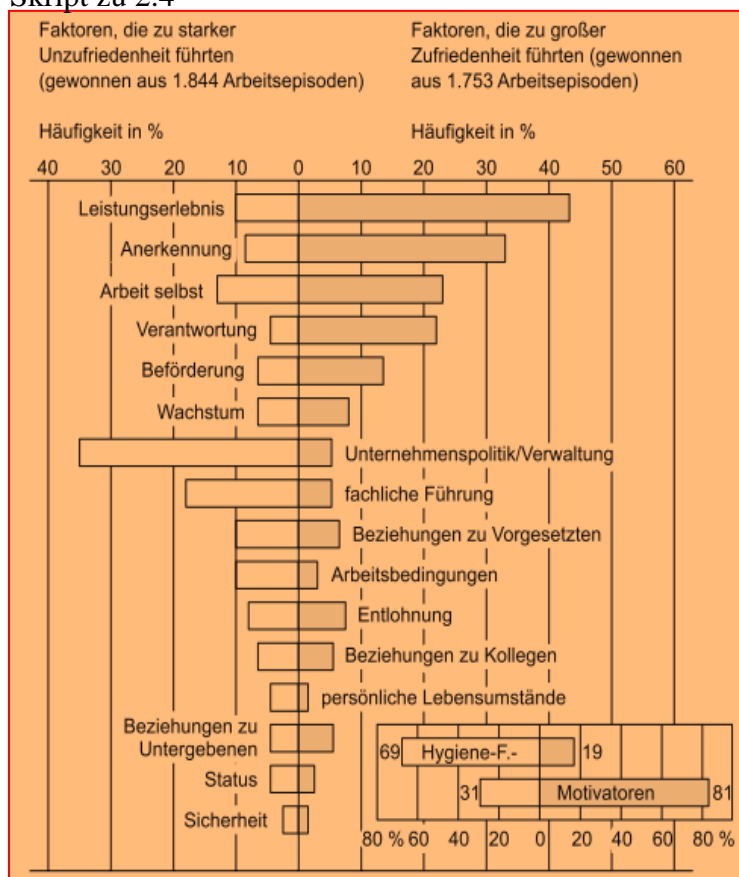 Skript zu 2.4
Faktoren, die zu starker
Unzufriedenheit führten
(gewonnen aus 1.844 Arbeitsepisoden)
Faktoren, die zu großer
Zufriedenheit führten (gewonnen
aus 1.753 Arbeitsepisoden)
Häufigkeit in %
Häufigkeit in %
40 30 20 10 0 10 20 30 40 50 60
Leistungserlebnis
Anerkennung
Arbeit selbst
Verantwortung
Beförderung
Wachstum
Unternehmenspolitik/Verwaltung
fachliche Führung
Beziehungen zu Vorgesetzten
Arbeitsbedingungen
Entlohnung
Beziehungen zu Kollegen
persönliche Lebensumstände
Beziehungen zu
Untergebenen
Status
Sicherheit
69 Hygiene-F.- 19
31 Motivatoren 81
80 % 60 40 20 0 20 40 60 80 %